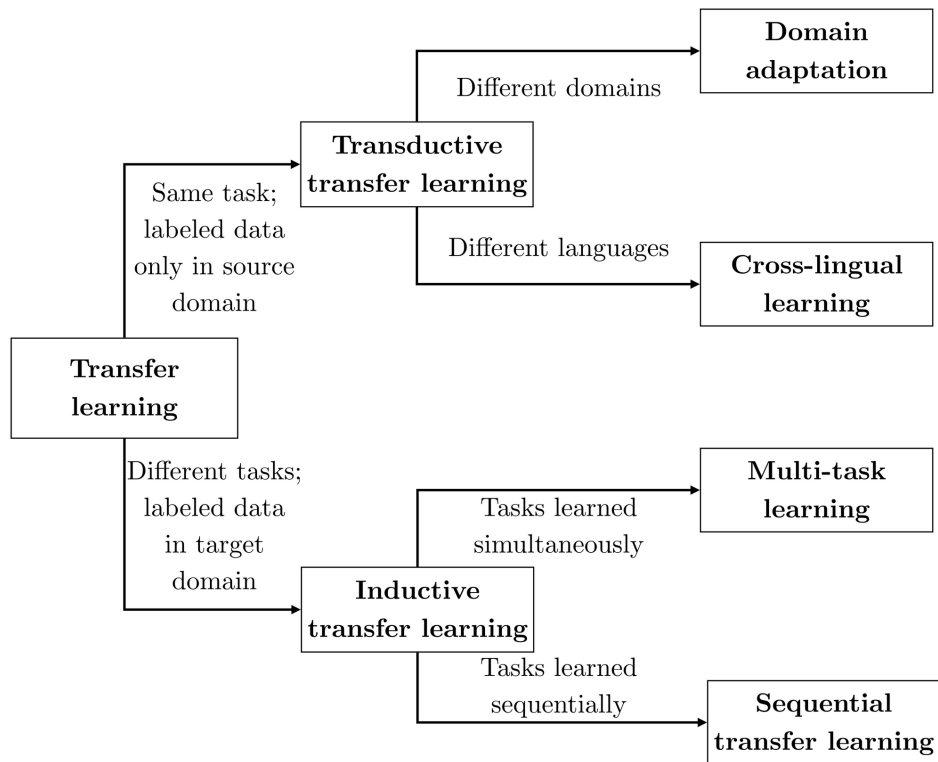 Domain
adaptation
Different domains
Transductive
transfer learning
Same task;
labeled data
only in source
domain
Different languages
Cross-lingual
learning
Transfer
learning
Different tasks;
labeled data
in target
domain
Multi-task
learning
Tasks learned
simultaneously
Inductive
transfer learning
Tasks learned
sequentially
Sequential
transfer learning